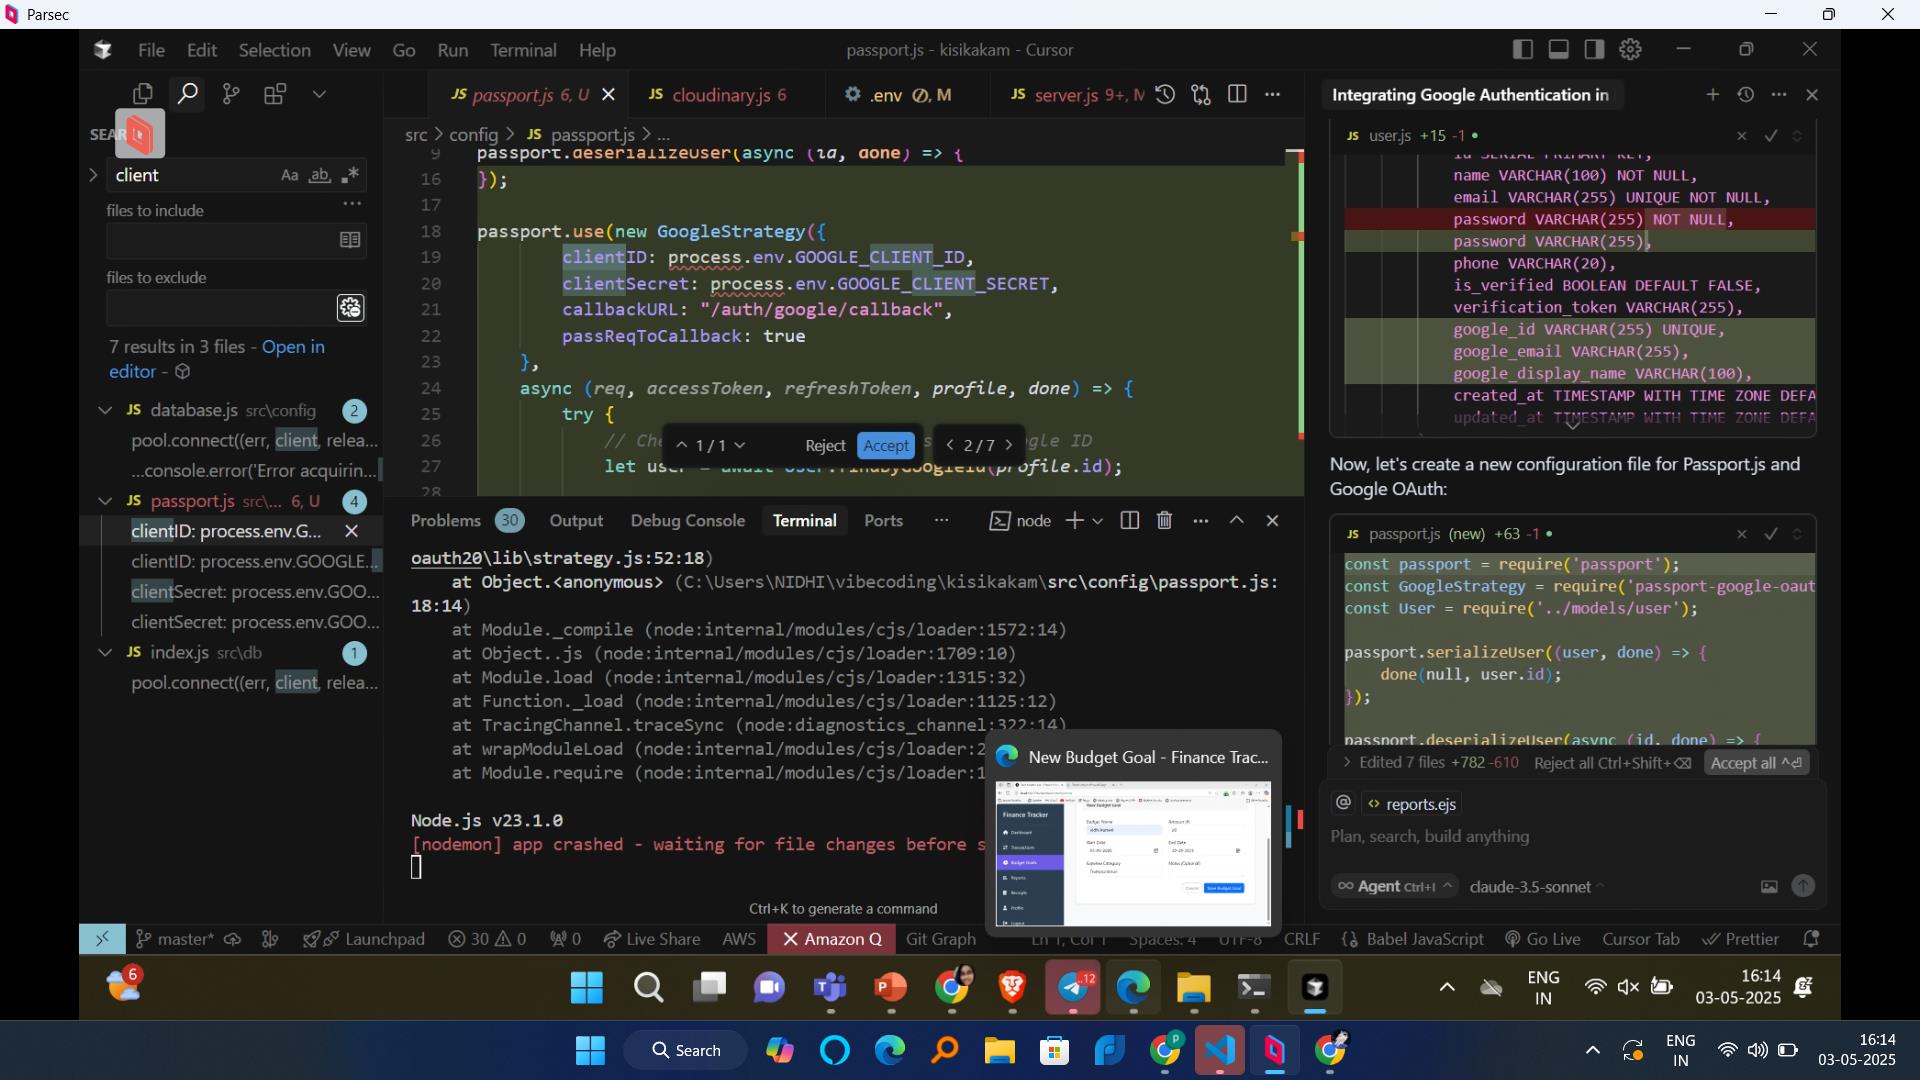 Parsec
File Edit Selection View Go Run Terminal Help
passport.js - kisikakam - Cursor
JS passport.js 6, U
JS cloudinary.js 6
.env M
JS server.js 9+, M
src > config > JS passport.js > ...
client
Aa ab
files to include
files to exclude
7 results in 3 files - Open in
editor -
JS database.js src\config 2
pool.connect((err, client, relea...
...console.error('Error acquirin...
JS passport.js src\... 6, U 4
clientID: process.env.G...
clientID: process.env.GOOGLE...
clientSecret: process.env.GOO...
clientSecret: process.env.GOO...
JS index.js src\db 1
pool.connect((err, client, relea...
9 passport.deserializeUser(async (id, done) => {
16 });
17
18 passport.use(new GoogleStrategy({
19 clientID: process.env.GOOGLE_CLIENT_ID,
20 clientSecret: process.env.GOOGLE_CLIENT_SECRET,
21 callbackURL: "/auth/google/callback",
22 passReqToCallback: true
23 },
24 async (req, accessToken, refreshToken, profile, done) => {
25 try {
26 // Che
gle ID
27 let user = await User.findByGoogleId(profile.id);
28
1 / 1 Reject Accept 2 / 7
Problems 30 Output Debug Console Terminal Ports ... node
oauth20\lib\strategy.js:52:18)
at Object.<anonymous> (C:\Users\NIDHI\vibecoding\kisikakam\src\config\passport.js:
18:14)
at Module._compile (node:internal/modules/cjs/loader:1572:14)
at Object..js (node:internal/modules/cjs/loader:1709:10)
at Module.load (node:internal/modules/cjs/loader:1315:32)
at Function._load (node:internal/modules/cjs/loader:1125:12)
at TracingChannel.traceSync (node:diagnostics_channel:322:14)
at wrapModuleLoad (node:internal/modules/cjs/loader:2
at Module.require (node:internal/modules/cjs/loader:1
Node.js v23.1.0
[nodemon] app crashed - waiting for file changes before s
Ctrl+K to generate a command
New Budget Goal - Finance Trac...
Finance Tracker
Dashboard
Transactions
Budget Goals
Reports
Receipts
Profile
Integrating Google Authentication in
JS user.js +15 -1
id SERIAL PRIMARY KEY,
name VARCHAR(100) NOT NULL,
email VARCHAR(255) UNIQUE NOT NULL,
password VARCHAR(255) NOT NULL,
password VARCHAR(255),
phone VARCHAR(20),
is_verified BOOLEAN DEFAULT FALSE,
verification_token VARCHAR(255),
google_id VARCHAR(255) UNIQUE,
google_email VARCHAR(255),
google_display_name VARCHAR(100),
created_at TIMESTAMP WITH TIME ZONE DEFA
updated_at TIMESTAMP WITH TIME ZONE DEFA
Now, let's create a new configuration file for Passport.js and
Google OAuth:
JS passport.js (new) +63 -1
const passport = require('passport');
const GoogleStrategy = require('passport-google-oaut
const User = require('../models/user');
passport.serializeUser((user, done) => {
done(null, user.id);
});
passport.deserializeUser(async (id, done) => {
Edited 7 files +782 -610 Reject all Ctrl+Shift+⌫ Accept all ^⏎
@ reports.ejs
Plan, search, build anything
Agent Ctrl+I claude-3.5-sonnet
master* Launchpad 30 0 0 Live Share AWS Amazon Q Git Graph Ln 1, Col 1 Spaces: 4 UTF-8 CRLF {} Babel JavaScript Go Live Cursor Tab Prettier
6
12
ENG
IN
16:14
03-05-2025
Search
ENG
IN
16:14
03-05-2025